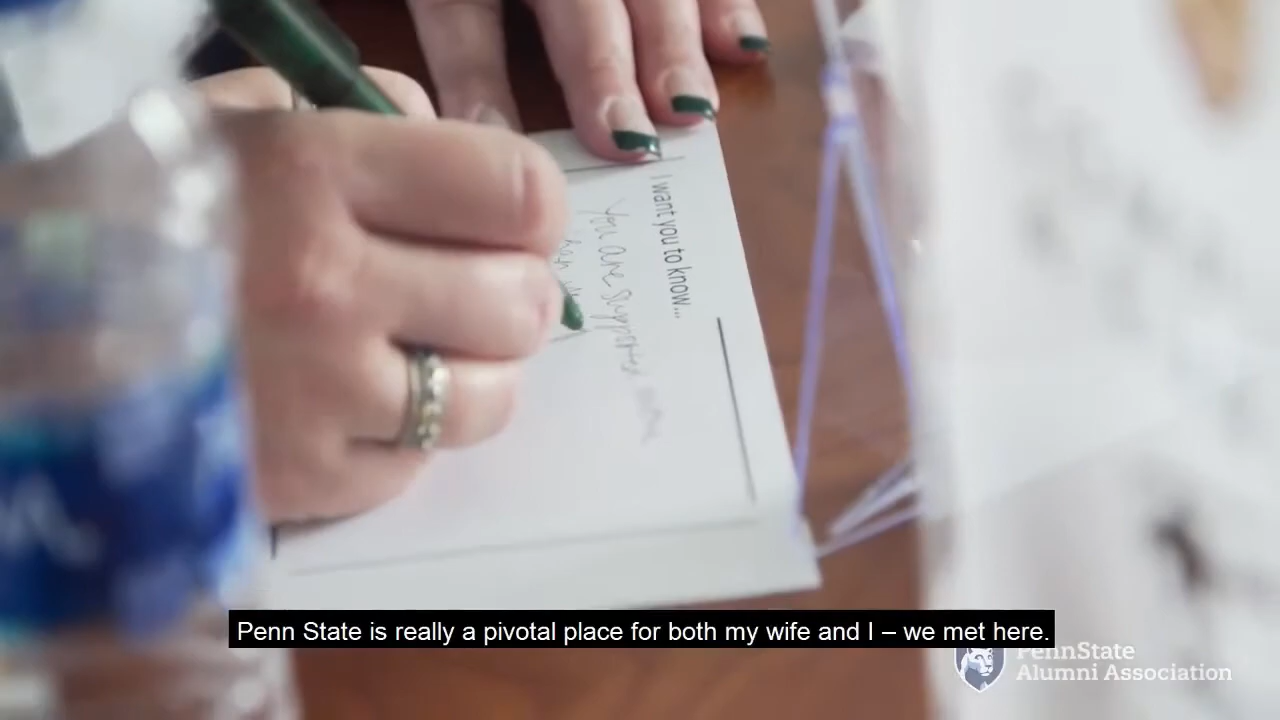 I want you to know...
You are supported
Penn State is really a pivotal place for both my wife and I – we met here.
PennState
Alumni Association